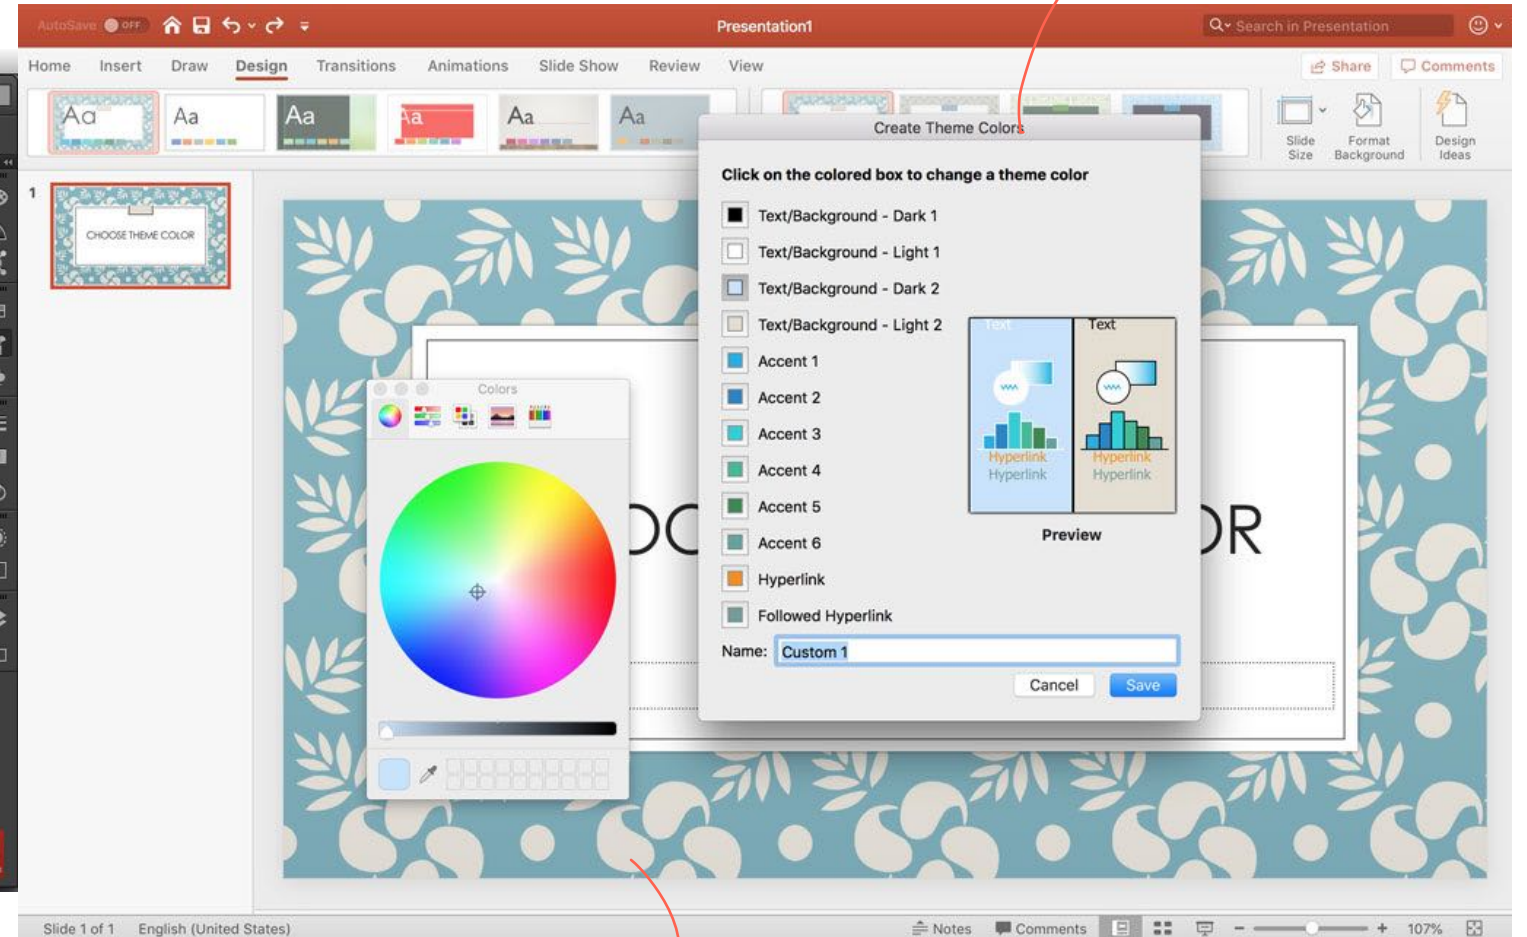 AutoSave OFF
Presentation1
Search in Presentation
Home Insert Draw Design Transitions Animations Slide Show Review View
Share Comments
Aa Aa Aa Aa Aa Aa
Slide Size
Format Background
Design Ideas
1
CHOOSE THEME COLOR
Create Theme Colors
Click on the colored box to change a theme color
Text/Background - Dark 1
Text/Background - Light 1
Text/Background - Dark 2
Text/Background - Light 2
Accent 1
Accent 2
Accent 3
Accent 4
Accent 5
Accent 6
Hyperlink
Followed Hyperlink
Text Text
Hyperlink Hyperlink
Hyperlink Hyperlink
Preview
Name: Custom 1
Cancel Save
Colors
OR
Slide 1 of 1 English (United States)
Notes Comments 107%